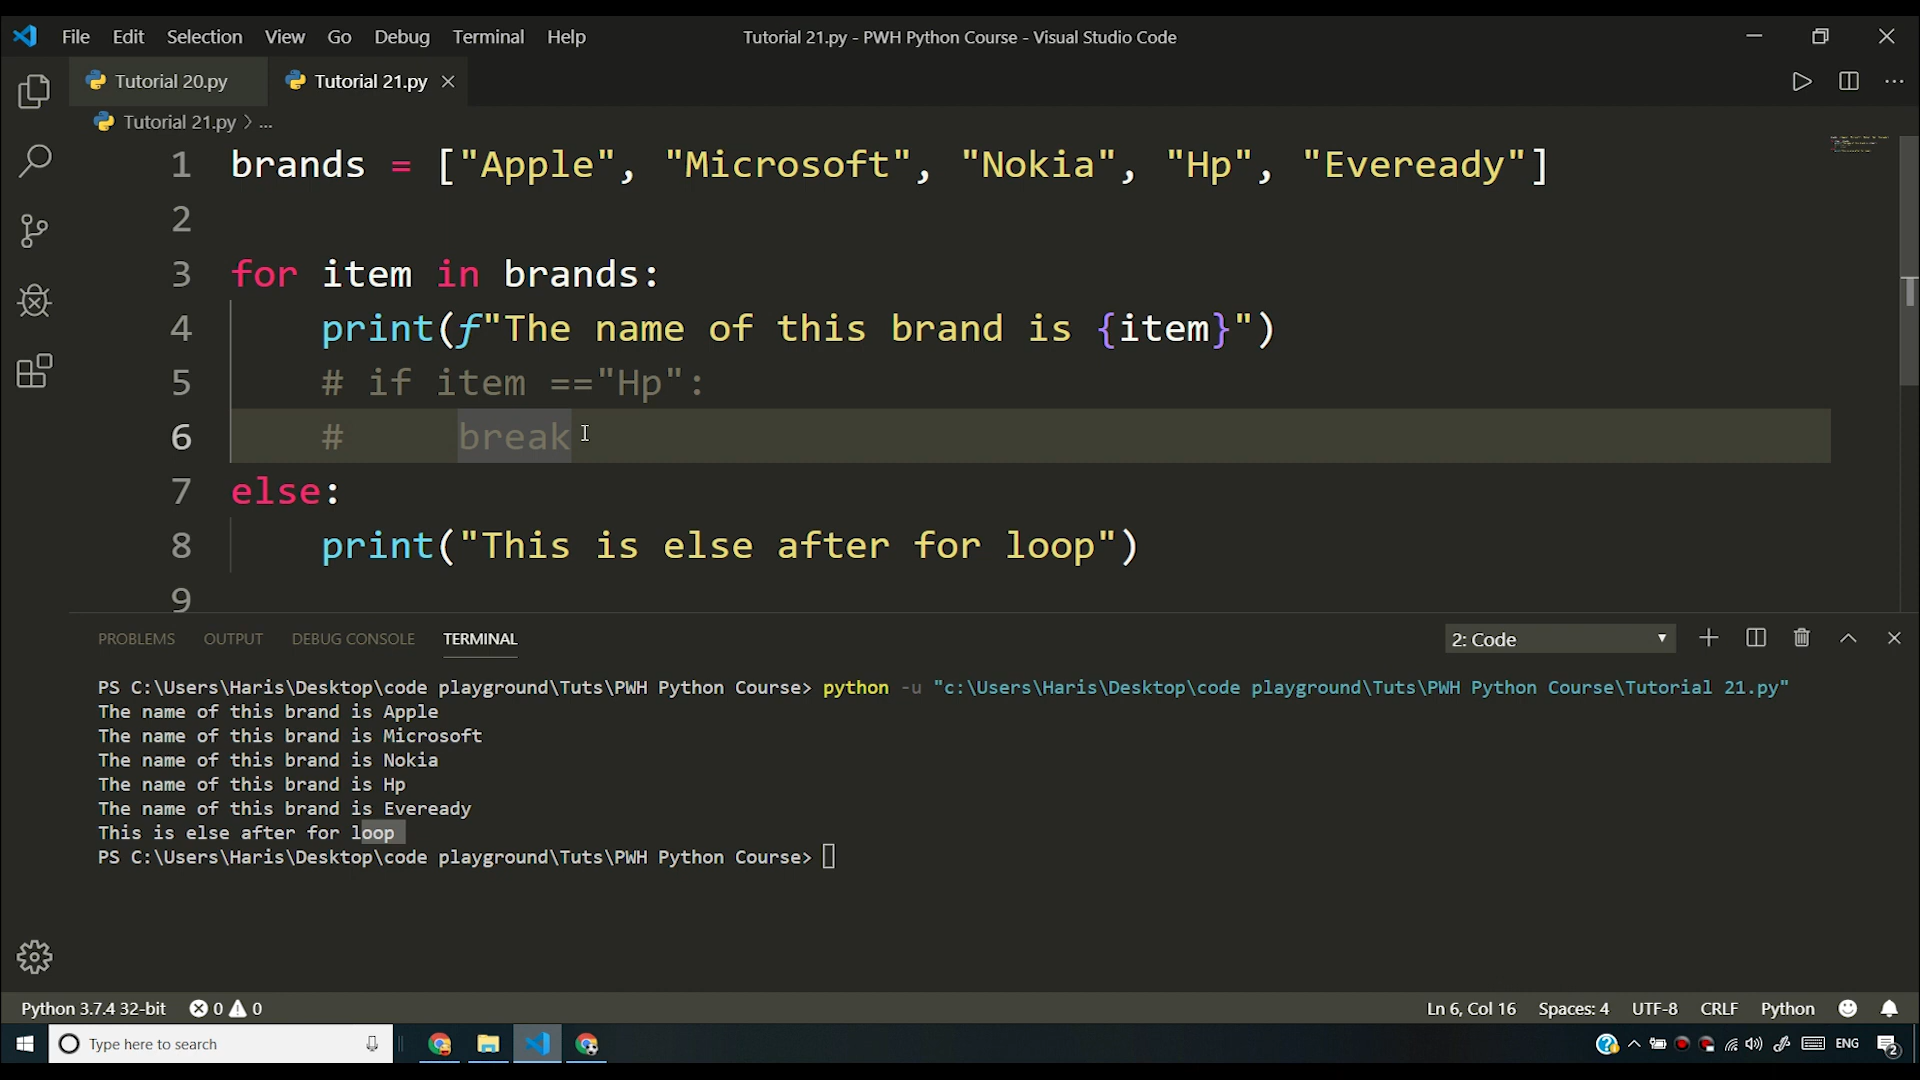 File Edit Selection View Go Debug Terminal Help Tutorial 21.py - PWH Python Course - Visual Studio Code
Tutorial 20.py Tutorial 21.py
Tutorial 21.py > ...
1 brands = ["Apple", "Microsoft", "Nokia", "Hp", "Eveready"]
2
3 for item in brands:
4 print(f"The name of this brand is {item}")
5 # if item =="Hp":
6 # break
7 else:
8 print("This is else after for loop")
9
PROBLEMS OUTPUT DEBUG CONSOLE TERMINAL 2: Code
PS C:\Users\Haris\Desktop\code playground\Tuts\PWH Python Course> python -u "c:\Users\Haris\Desktop\code playground\Tuts\PWH Python Course\Tutorial 21.py"
The name of this brand is Apple
The name of this brand is Microsoft
The name of this brand is Nokia
The name of this brand is Hp
The name of this brand is Eveready
This is else after for loop
PS C:\Users\Haris\Desktop\code playground\Tuts\PWH Python Course>
Python 3.7.4 32-bit 0 0 Ln 6, Col 16 Spaces: 4 UTF-8 CRLF Python
Type here to search ENG 2